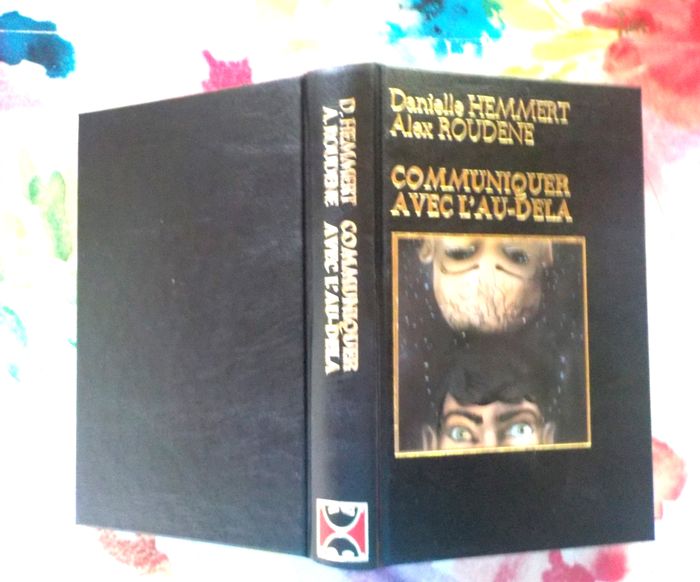 D. HEMMERT COMMUNIQUER
A. ROUDENE AVEC L'AU-DELA
Danielle HEMMERT
Alex ROUDENE
COMMUNIQUER
AVEC L'AU-DELA